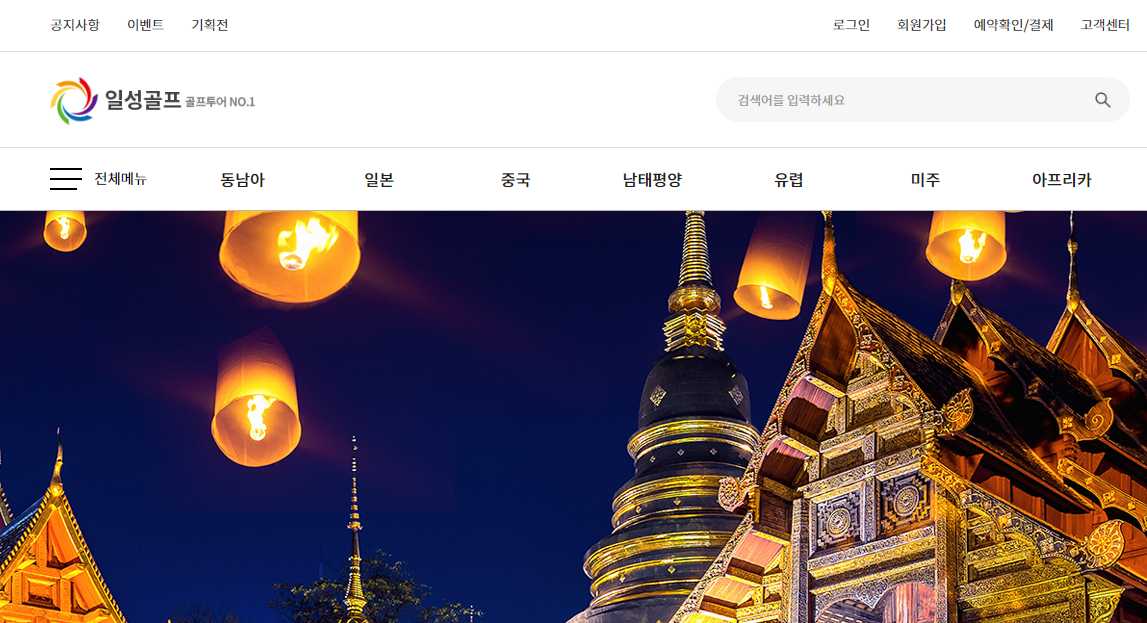 공지사항 이벤트 기획전 로그인 회원가입 예약확인/결제 고객센터
일성골프 골프투어 NO.1 검색어를 입력하세요
전체메뉴 동남아 일본 중국 남태평양 유럽 미주 아프리카